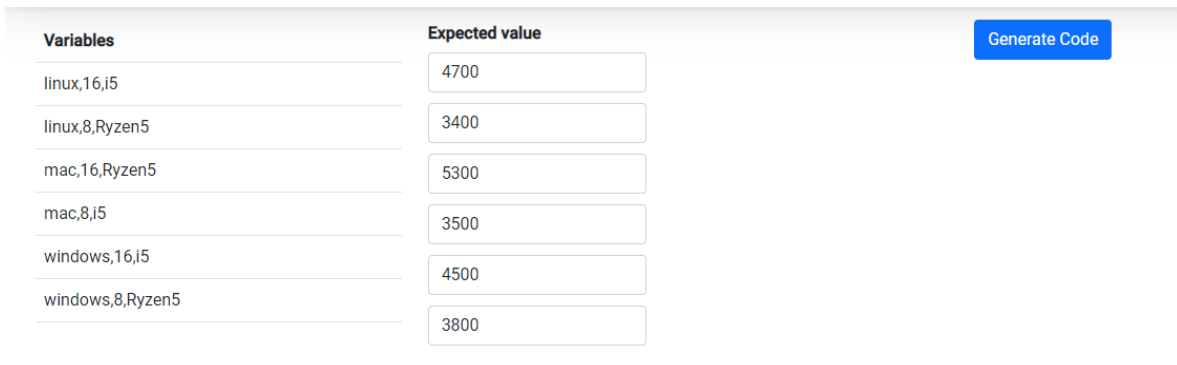 Variables
Expected value
Generate Code
linux,16,i5
4700
linux,8,Ryzen5
3400
mac,16,Ryzen5
5300
mac,8,i5
3500
windows,16,i5
4500
windows,8,Ryzen5
3800